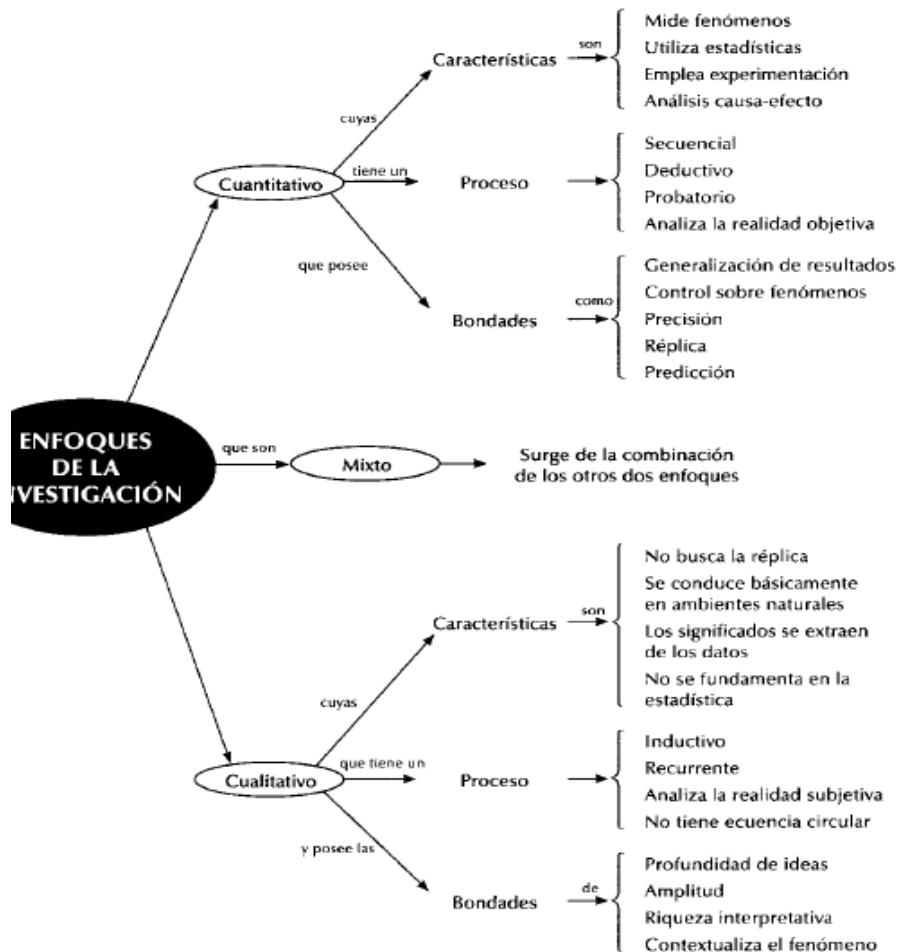 Características
son
Mide fenómenos
Utiliza estadísticas
Emplea experimentación
Análisis causa-efecto
cuyas
Cuantitativo
tiene un
Proceso
Secuencial
Deductivo
Probatorio
Analiza la realidad objetiva
que posee
Bondades
como
Generalización de resultados
Control sobre fenómenos
Precisión
Réplica
Predicción
ENFOQUES
DE LA
NVESTIGACIÓN
que son
Mixto
Surge de la combinación
de los otros dos enfoques
Características
son
No busca la réplica
Se conduce básicamente
en ambientes naturales
Los significados se extraen
de los datos
No se fundamenta en la
estadística
cuyas
Cualitativo
que tiene un
Proceso
Inductivo
Recurrente
Analiza la realidad subjetiva
No tiene ecuencia circular
y posee las
Bondades
de
Profundidad de ideas
Amplitud
Riqueza interpretativa
Contextualiza el fenómeno